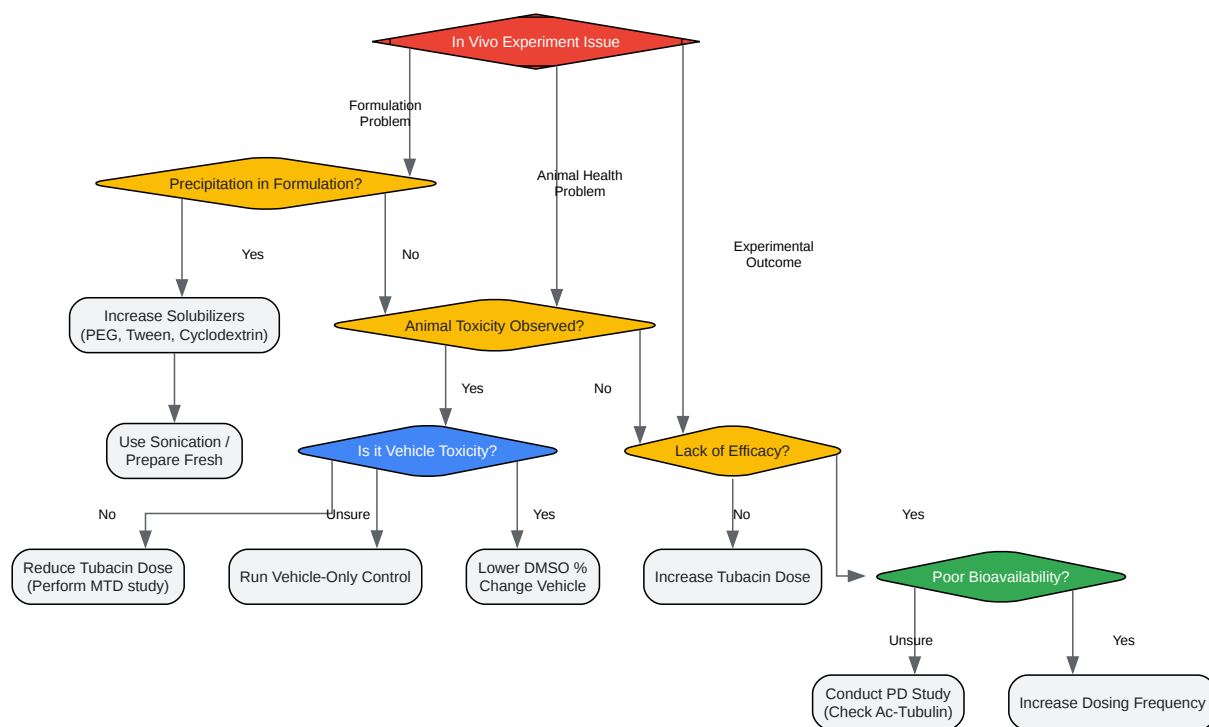 In Vivo Experiment Issue
Formulation
Problem
Precipitation in Formulation?
Animal Health
Problem
Experimental
Outcome
Yes
No
Increase Solubilizers
(PEG, Tween, Cyclodextrin)
Animal Toxicity Observed?
Yes
No
Use Sonication /
Prepare Fresh
Is it Vehicle Toxicity?
Lack of Efficacy?
No
Unsure
Yes
No
Yes
Reduce Tubacin Dose
(Perform MTD study)
Run Vehicle-Only Control
Lower DMSO %
Change Vehicle
Increase Tubacin Dose
Poor Bioavailability?
Unsure
Yes
Conduct PD Study
(Check Ac-Tubulin)
Increase Dosing Frequency